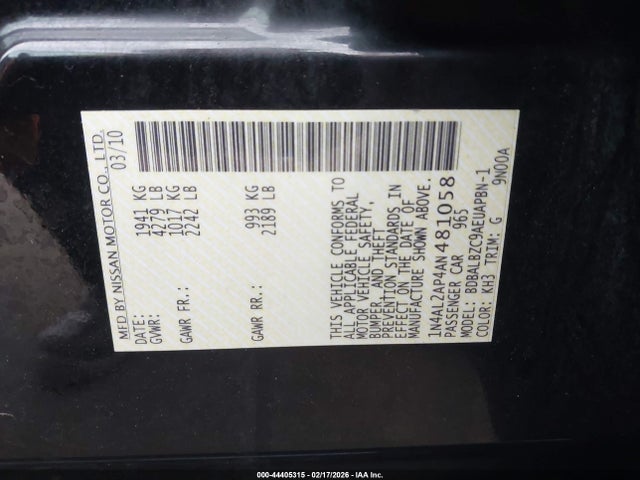 MFD BY NISSAN MOTOR CO., LTD.
DATE: 03/10
GVWR: 1941 KG
4279 LB
GAWR FR.: 1017 KG
2242 LB
GAWR RR.: 993 KG
2189 LB
THIS VEHICLE CONFORMS TO
ALL APPLICABLE FEDERAL
MOTOR VEHICLE SAFETY,
BUMPER, AND THEFT
PREVENTION STANDARDS IN
EFFECT ON THE DATE OF
MANUFACTURE SHOWN ABOVE.
1N4AL2AP4AN481058
PASSENGER CAR 965
MODEL: BDBALBZC9AEUAPBN-1
COLOR: KH3 TRIM: G 9N00A
000-44405315 - 02/17/2026 - IAA Inc.